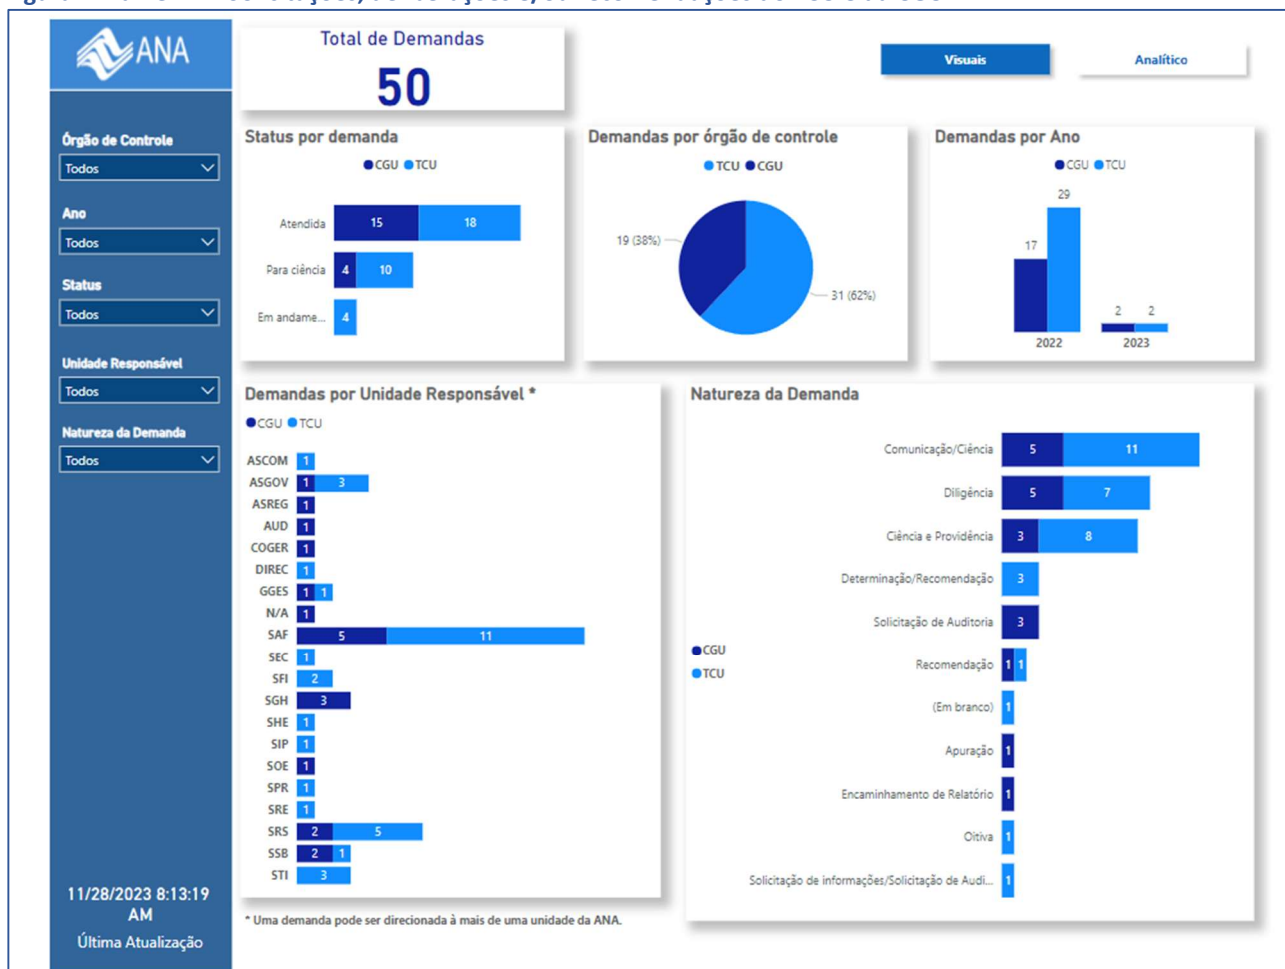 ANA
Total de Demandas
50
Visuais
Analítico
Órgão de Controle
Todos
Ano
Todos
Status
Todos
Unidade Responsável
Todos
Natureza da Demanda
Todos
11/28/2023 8:13:19
AM
Última Atualização
Status por demanda
CGU TCU
Atendida 15 18
Para ciência 4 10
Em andame... 4
Demandas por órgão de controle
TCU CGU
19 (38%)
31 (62%)
Demandas por Ano
CGU TCU
17 29
2 2
2022 2023
Demandas por Unidade Responsável *
CGU TCU
ASCOM 1
ASGOV 1 3
ASREG 1
AUD 1
COGER 1
DIREC 1
GGES 1 1
N/A 1
SAF 5 11
SEC 1
SFI 2
SGH 3
SHE 1
SIP 1
SOE 1
SPR 1
SRE 1
SRS 2 5
SSB 2 1
STI 3
* Uma demanda pode ser direcionada à mais de uma unidade da ANA.
Natureza da Demanda
CGU
TCU
Comunicação/Ciência 5 11
Diligência 5 7
Ciência e Providência 3 8
Determinação/Recomendação 3
Solicitação de Auditoria 3
Recomendação 1 1
(Em branco) 1
Apuração 1
Encaminhamento de Relatório 1
Oitiva 1
Solicitação de informações/Solicitação de Audi... 1